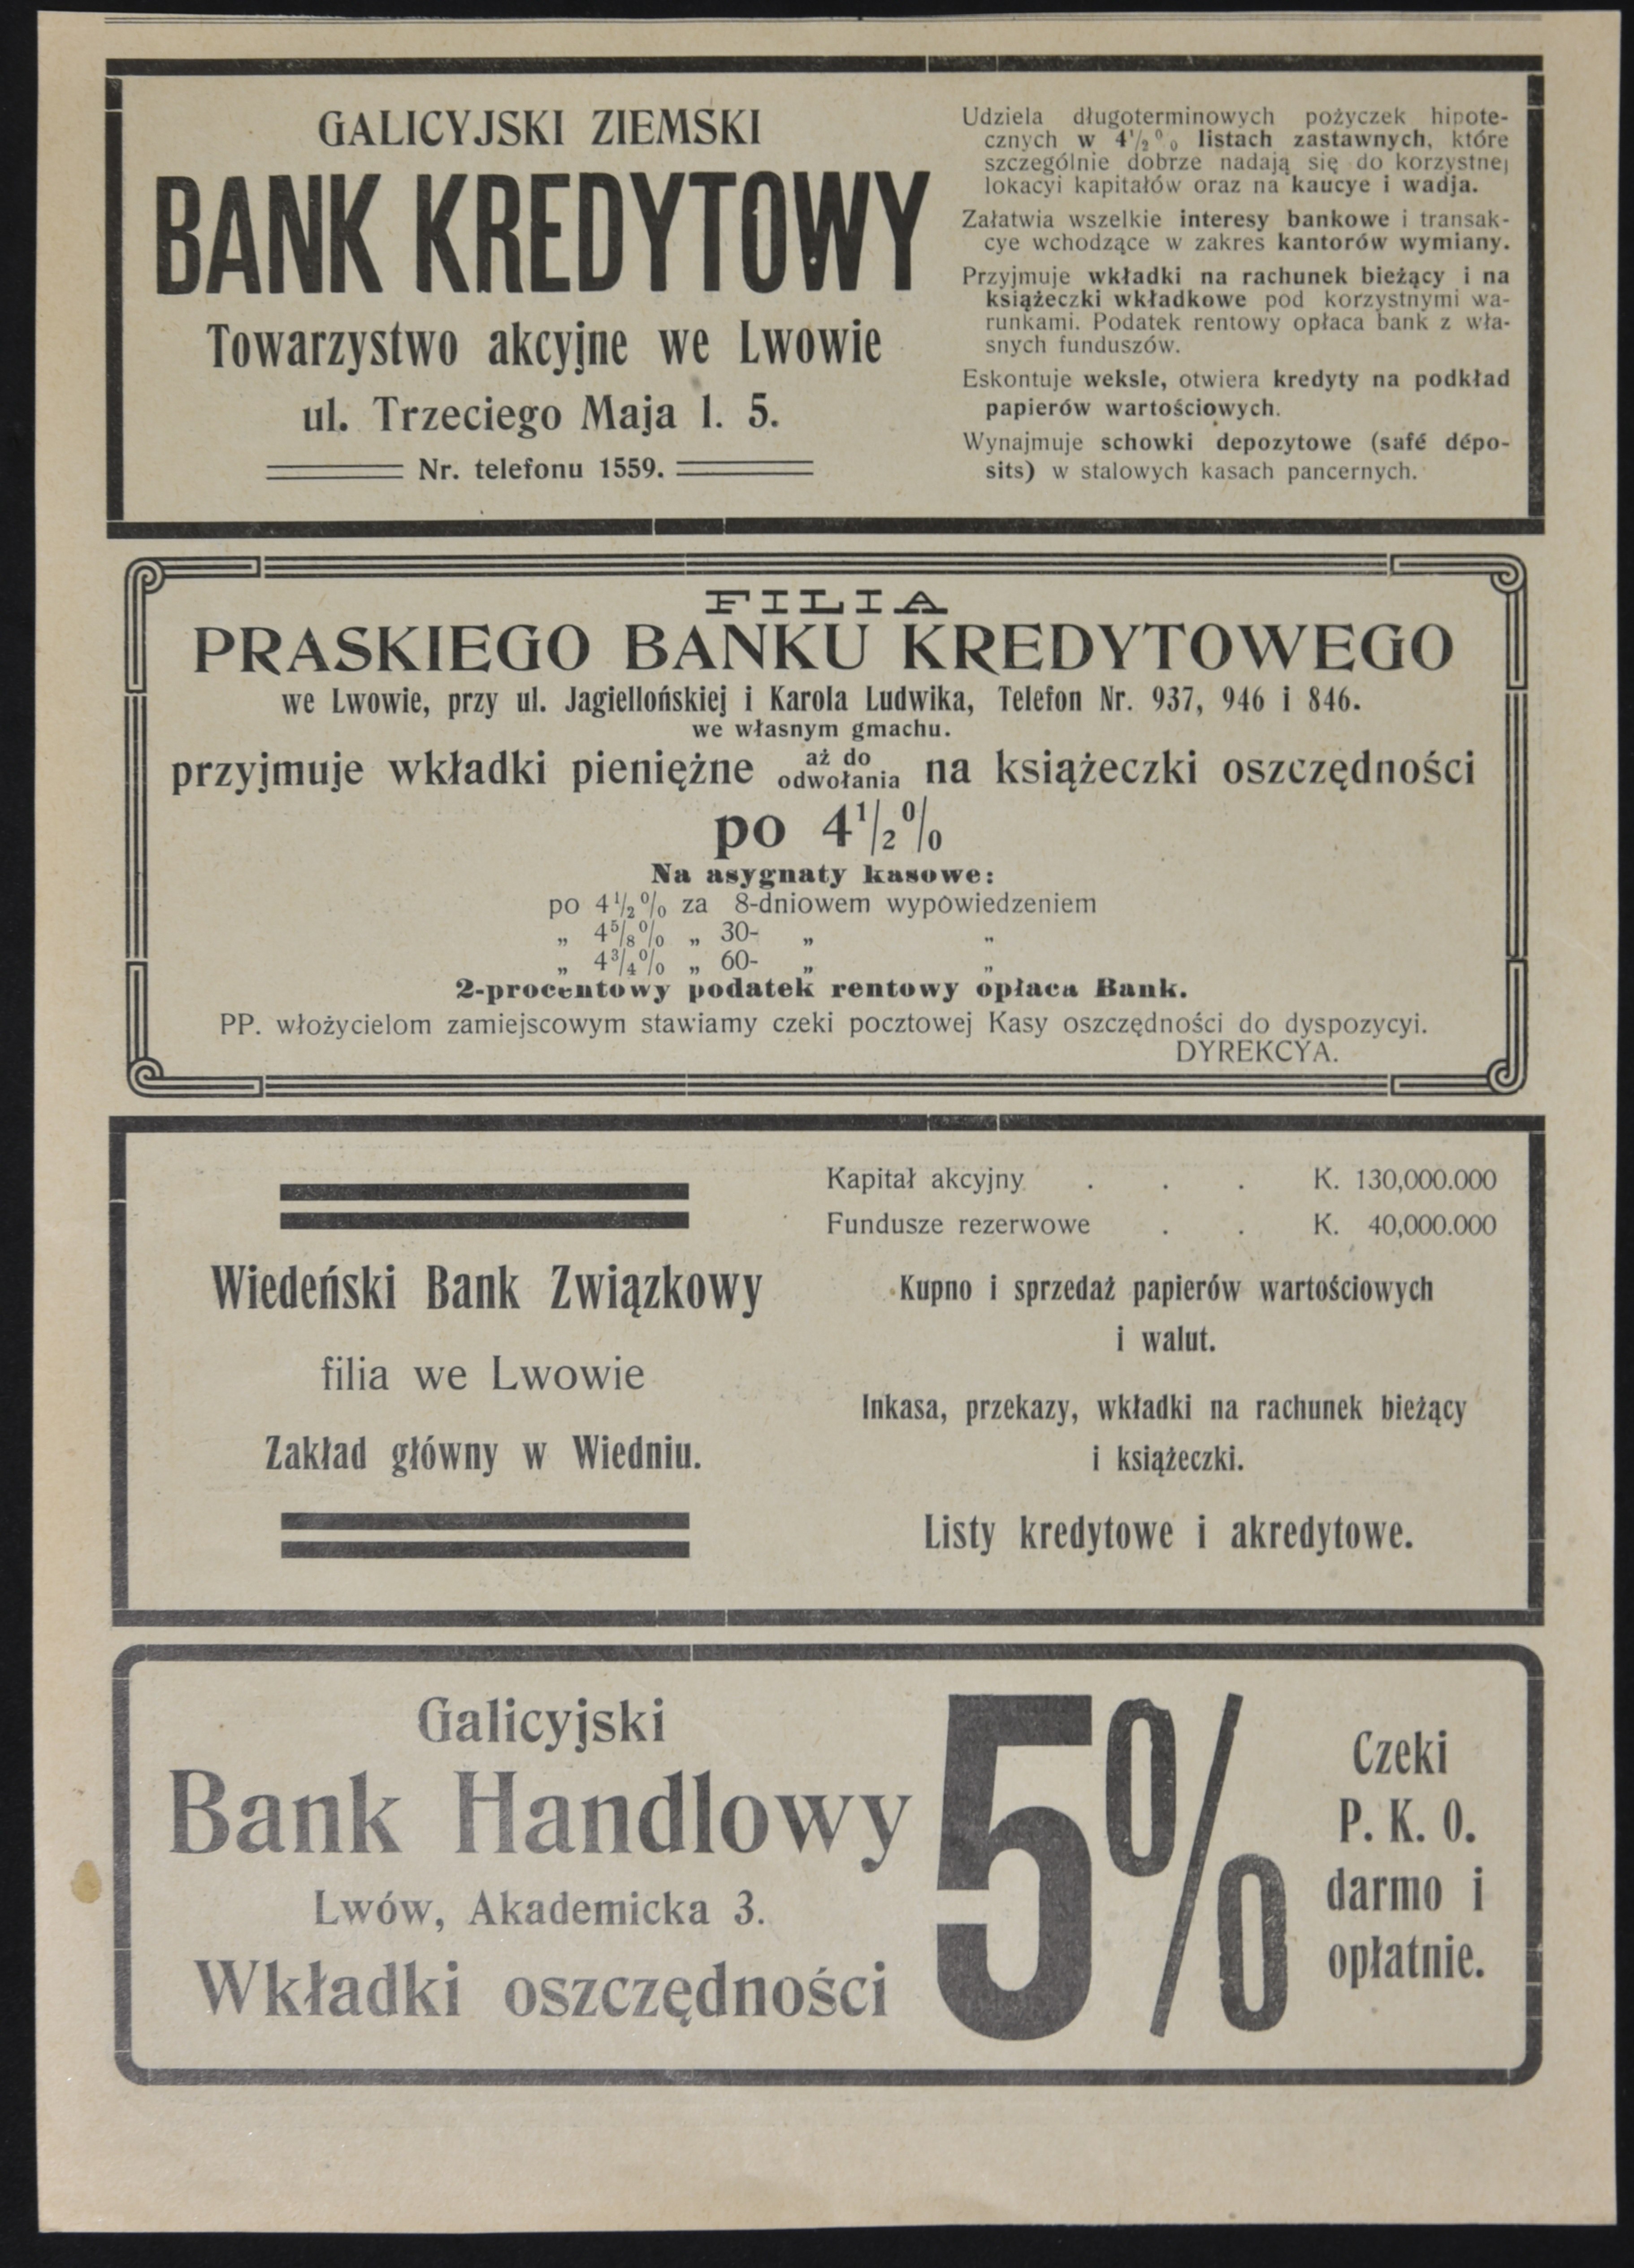 GALICYJSKI ZIEMSKI
BANK KREDYTOWY
Towarzystwo akcyjne we Lwowie
ul. Trzeciego Maja l. 5.
Nr. telefonu 1559.
Udziela długoterminowych pożyczek hipote-
cznych w 4½% listach zastawnych, które
szczególnie dobrze nadają się do korzystnej
lokacyi kapitałów oraz na kaucye i wadja.
Załatwia wszelkie interesy bankowe i transak-
cye wchodzące w zakres kantorów wymiany.
Przyjmuje wkładki na rachunek bieżący i na
książeczki wkładkowe pod korzystnymi wa-
runkami. Podatek rentowy opłaca bank z wła-
snych funduszów.
Eskontuje weksle, otwiera kredyty na podkład
papierów wartościowych.
Wynajmuje schowki depozytowe (safé dépo-
sits) w stalowych kasach pancernych.
FILIA
PRASKIEGO BANKU KREDYTOWEGO
we Lwowie, przy ul. Jagiellońskiej i Karola Ludwika, Telefon Nr. 937, 946 i 846.
we własnym gmachu.
przyjmuje wkładki pieniężne aż do odwołania na książeczki oszczędności
po 4½%
Na asygnaty kasowe:
po 4½% za 8-dniowem wypowiedzeniem
„ 4⅝% „ 30- „ „
„ 4¾% „ 60- „ „
2-procentowy podatek rentowy opłaca Bank.
PP. włożycielom zamiejscowym stawiamy czeki pocztowej Kasy oszczędności do dyspozycyi.
DYREKCYA.
Wiedeński Bank Związkowy
filia we Lwowie
Zakład główny w Wiedniu.
Kapitał akcyjny . . . K. 130,000.000
Fundusze rezerwowe . . K. 40,000.000
Kupno i sprzedaż papierów wartościowych
i walut.
Inkasa, przekazy, wkładki na rachunek bieżący
i książeczki.
Listy kredytowe i akredytowe.
Galicyjski
Bank Handlowy
Lwów, Akademicka 3.
Wkładki oszczędności
5%
Czeki
P. K. O.
darmo i
opłatnie.